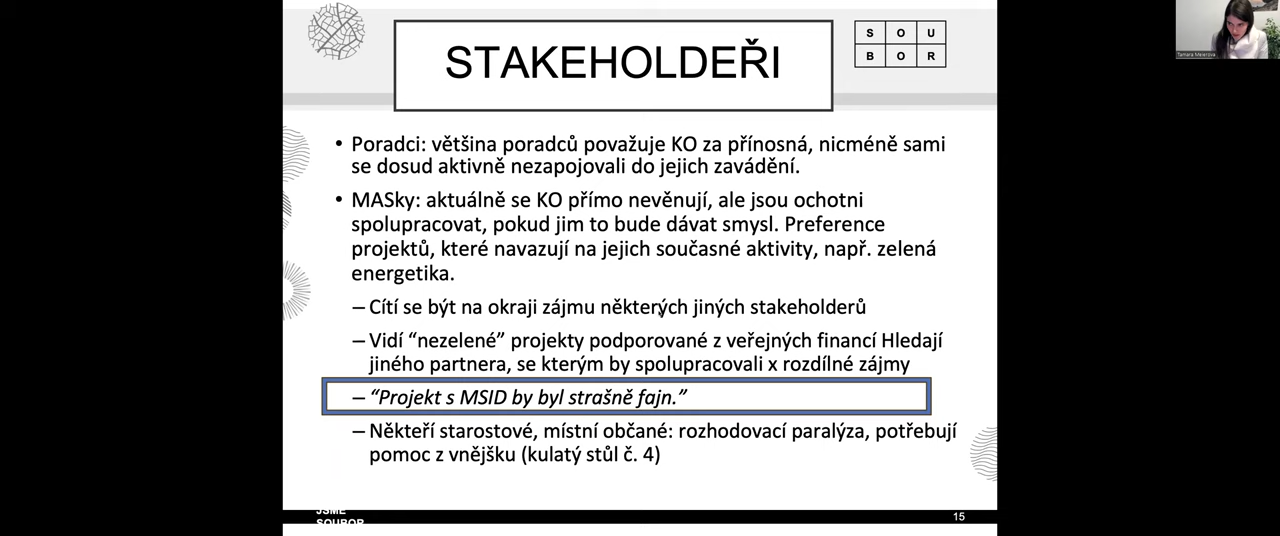 STAKEHOLDEŘI
S O U
B O R
Tamara Meierova
• Poradci: většina poradců považuje KO za přínosná, nicméně sami
se dosud aktivně nezapojovali do jejich zavádění.
• MASky: aktuálně se KO přímo nevěnují, ale jsou ochotni
spolupracovat, pokud jim to bude dávat smysl. Preference
projektů, které navazují na jejich současné aktivity, např. zelená
energetika.
– Cítí se být na okraji zájmu některých jiných stakeholderů
– Vidí “nezelené” projekty podporované z veřejných financí Hledají
jiného partnera, se kterým by spolupracovali x rozdílné zájmy
– “Projekt s MSID by byl strašně fajn.”
– Někteří starostové, místní občané: rozhodovací paralýza, potřebují
pomoc z vnějšku (kulatý stůl č. 4)
JSME
SOUBOR
15